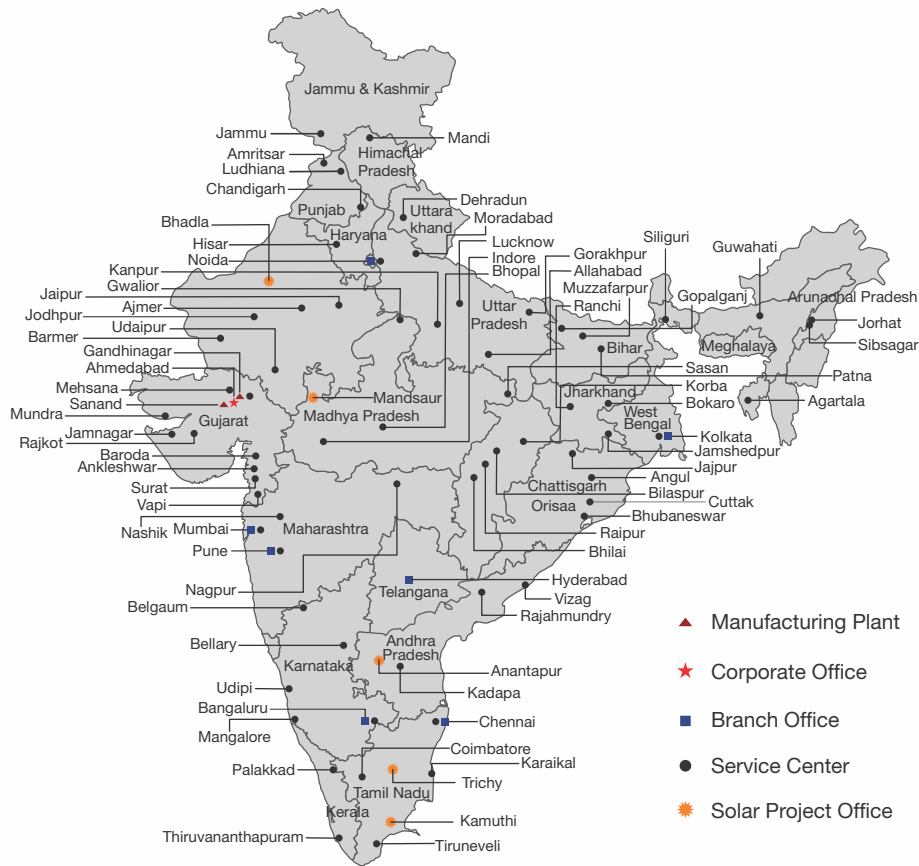 Jammu & Kashmir
Jammu
Mandi
Amritsar
Himachal
Pradesh
Ludhiana
Chandigarh
Dehradun
Punjab
Uttara
khand
Moradabad
Bhadla
Haryana
Siliguri
Hisar
Lucknow
Guwahati
Noida
Indore
Gorakhpur
Kanpur
Bhopal
Allahabad
Gwalior
Muzzafarpur
Jaipur
Ranchi
Gopalganj
Arunachal Pradesh
Ajmer
Uttar
Pradesh
Jodhpur
Udaipur
Jorhat
Barmer
Bihar
Meghalaya
Sibsagar
Gandhinagar
Ahmedabad
Sasan
Patna
Mehsana
Mandsaur
Jharkhand
Korba
Sanand
Bokaro
Agartala
Mundra
Gujarat
Madhya Pradesh
West
Bengal
Jamnagar
Kolkata
Rajkot
Jamshedpur
Baroda
Jajpur
Ankleshwar
Angul
Surat
Chattisgarh
Bilaspur
Vapi
Orisaa
Cuttak
Nashik
Mumbai
Maharashtra
Bhubaneswar
Raipur
Pune
Bhilai
Nagpur
Telangana
Hyderabad
Vizag
Belgaum
Rajahmundry
Manufacturing Plant
Bellary
Andhra
Pradesh
Karnataka
Anantapur
Corporate Office
Udipi
Kadapa
Bangaluru
Chennai
Branch Office
Mangalore
Coimbatore
Palakkad
Karaikal
Service Center
Trichy
Tamil Nadu
Kerala
Kamuthi
Solar Project Office
Thiruvananthapuram
Tiruneveli